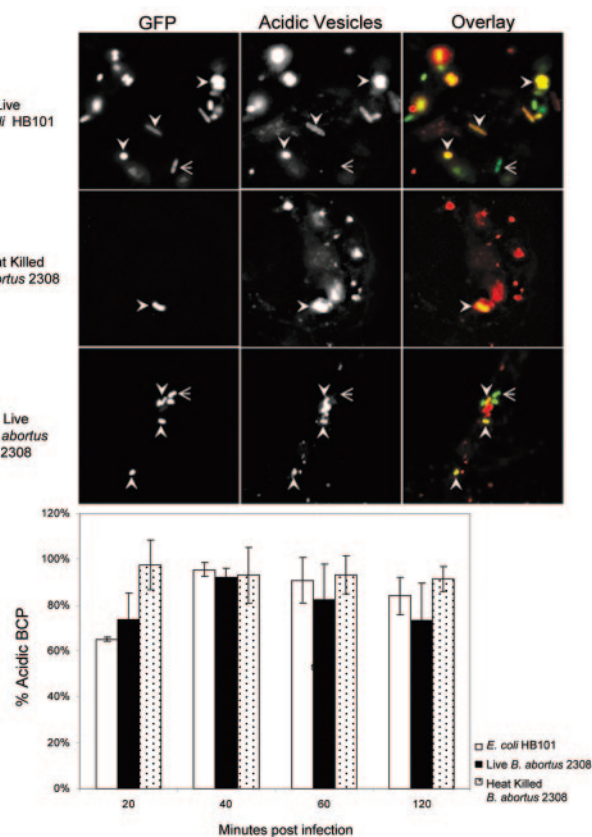 GFP Acidic Vesicles Overlay
Live
HB101
Killed
2308
Live
abortus
2308
120%
100%
80%
60%
40%
20%
0%
% Acidic BCP
20 40 60 120
Minutes post infection
E. coli HB101
Live B. abortus 2308
Heat Killed
B. abortus 2308